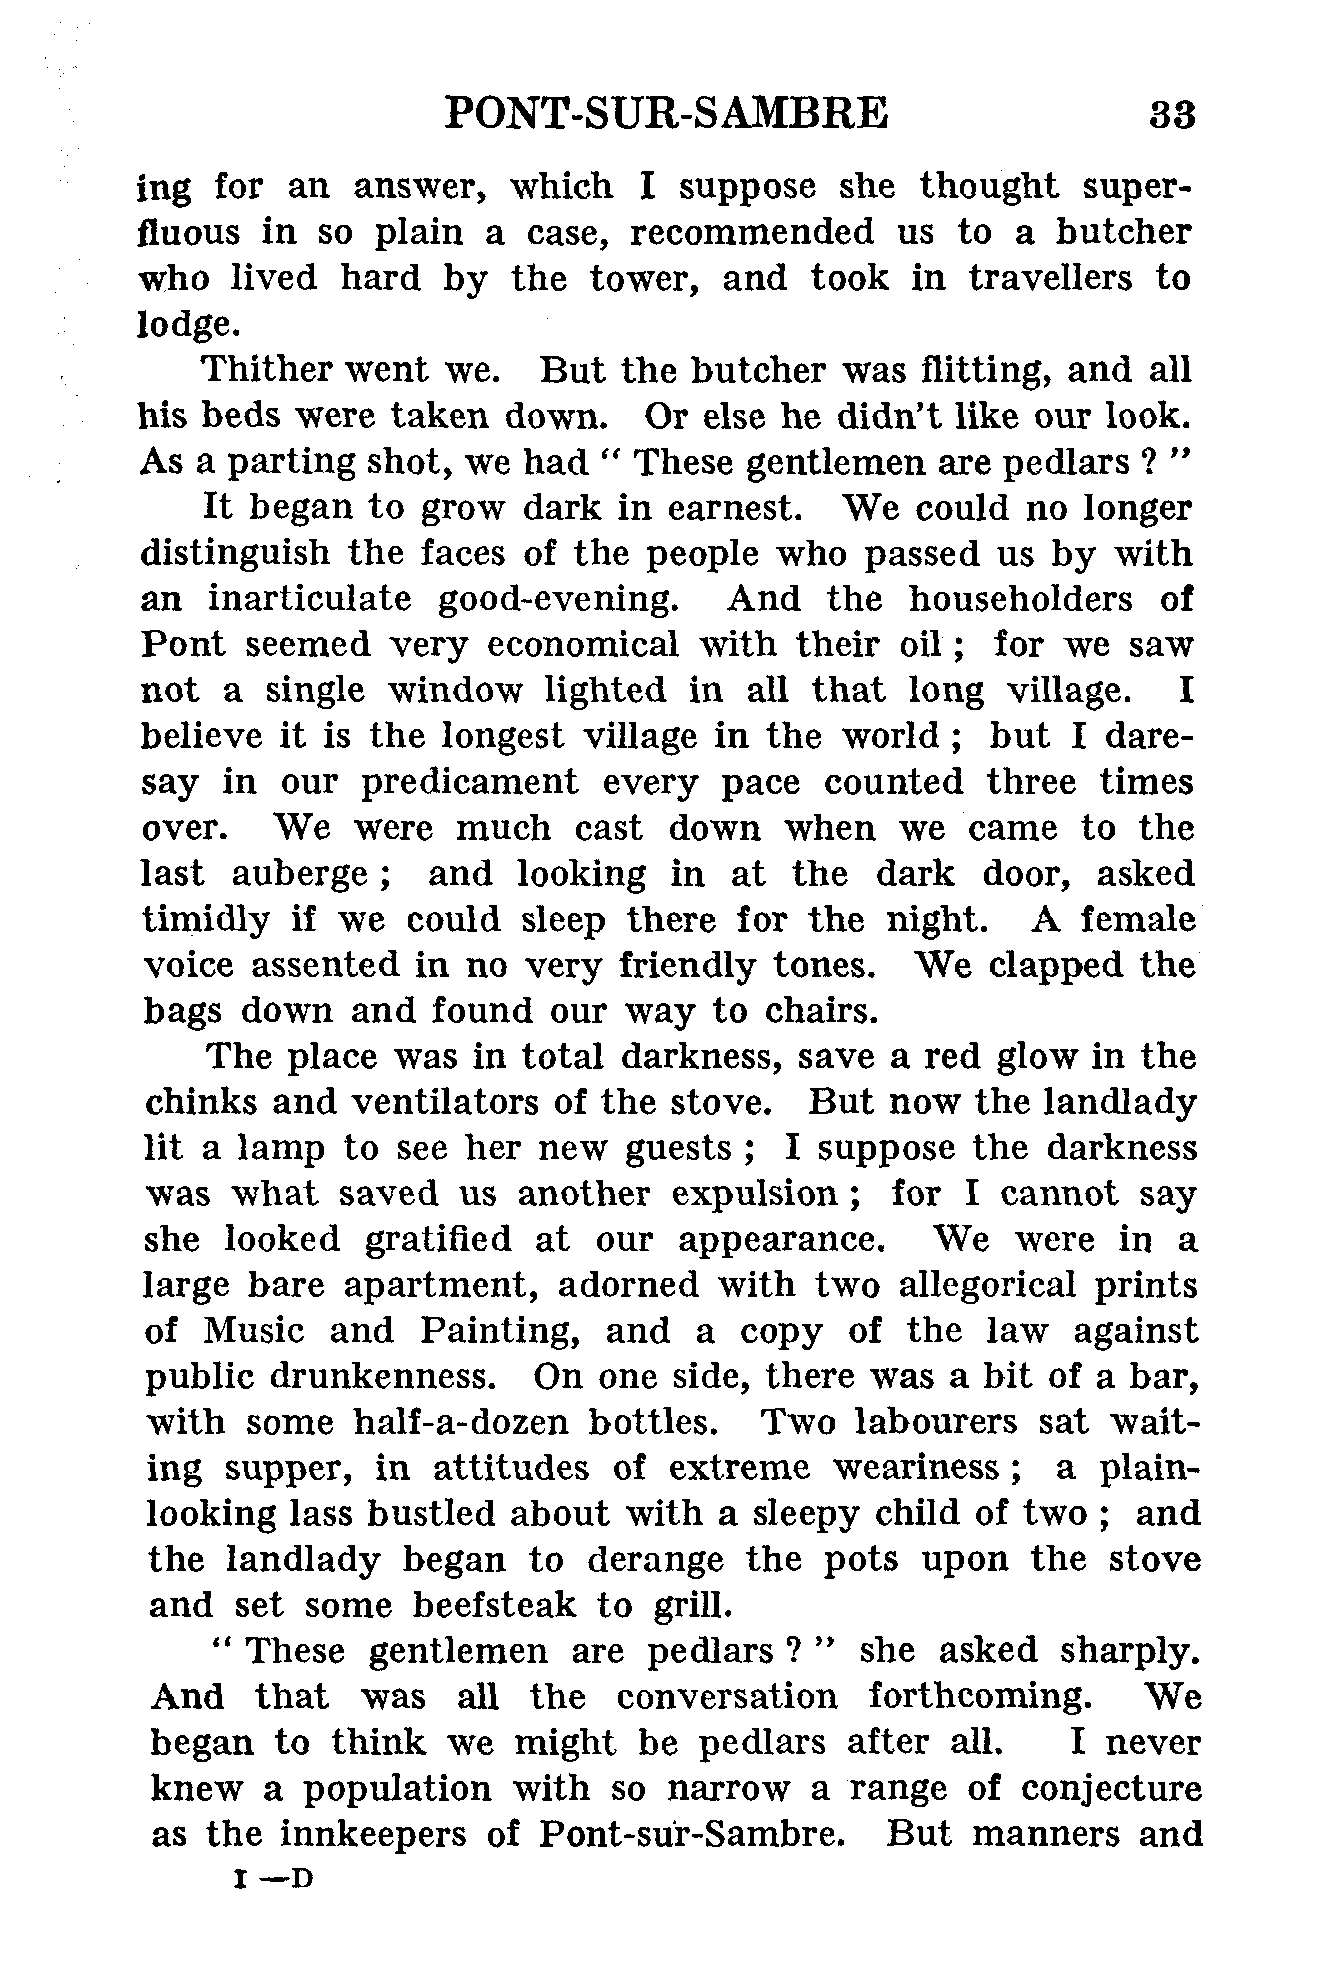 PONT-SUR-SAMBRE 33
ing for an answer, which I suppose she thought super-
fluous in so plain a case, recommended us to a butcher
who lived hard by the tower, and took in travellers to
lodge.
Thither went we. But the butcher was flitting, and all
his beds were taken down. Or else he didn't like our look.
As a parting shot, we had “ These gentlemen are pedlars ? ”
It began to grow dark in earnest. We could no longer
distinguish the faces of the people who passed us by with
an inarticulate good-evening. And the householders of
Pont seemed very economical with their oil ; for we saw
not a single window lighted in all that long village. I
believe it is the longest village in the world ; but I dare-
say in our predicament every pace counted three times
over. We were much cast down when we came to the
last auberge ; and looking in at the dark door, asked
timidly if we could sleep there for the night. A female
voice assented in no very friendly tones. We clapped the
bags down and found our way to chairs.
The place was in total darkness, save a red glow in the
chinks and ventilators of the stove. But now the landlady
lit a lamp to see her new guests ; I suppose the darkness
was what saved us another expulsion ; for I cannot say
she looked gratified at our appearance. We were in a
large bare apartment, adorned with two allegorical prints
of Music and Painting, and a copy of the law against
public drunkenness. On one side, there was a bit of a bar,
with some half-a-dozen bottles. Two labourers sat wait-
ing supper, in attitudes of extreme weariness ; a plain-
looking lass bustled about with a sleepy child of two ; and
the landlady began to derange the pots upon the stove
and set some beefsteak to grill.
“ These gentlemen are pedlars ? ” she asked sharply.
And that was all the conversation forthcoming. We
began to think we might be pedlars after all. I never
knew a population with so narrow a range of conjecture
as the innkeepers of Pont-sur-Sambre. But manners and
I —D